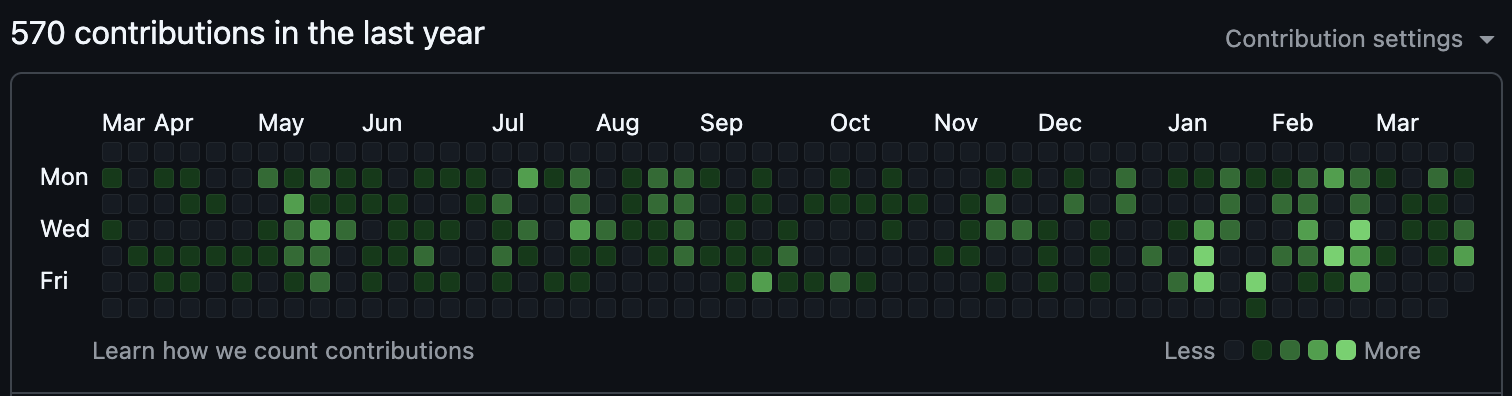 570 contributions in the last year
Contribution settings
Mar Apr May Jun Jul Aug Sep Oct Nov Dec Jan Feb Mar
Mon
Wed
Fri
Learn how we count contributions
Less More